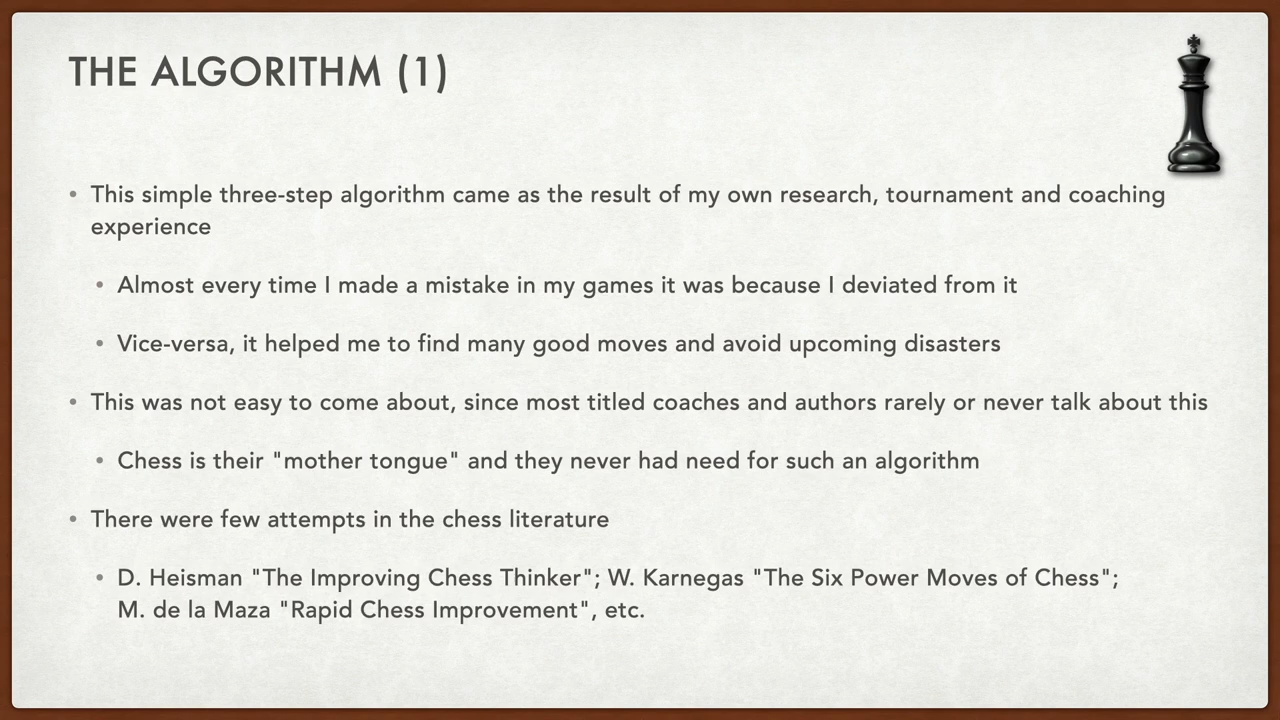 THE ALGORITHM (1)
• This simple three-step algorithm came as the result of my own research, tournament and coaching
experience
• Almost every time I made a mistake in my games it was because I deviated from it
• Vice-versa, it helped me to find many good moves and avoid upcoming disasters
• This was not easy to come about, since most titled coaches and authors rarely or never talk about this
• Chess is their "mother tongue" and they never had need for such an algorithm
• There were few attempts in the chess literature
• D. Heisman "The Improving Chess Thinker"; W. Karnegas "The Six Power Moves of Chess";
M. de la Maza "Rapid Chess Improvement", etc.